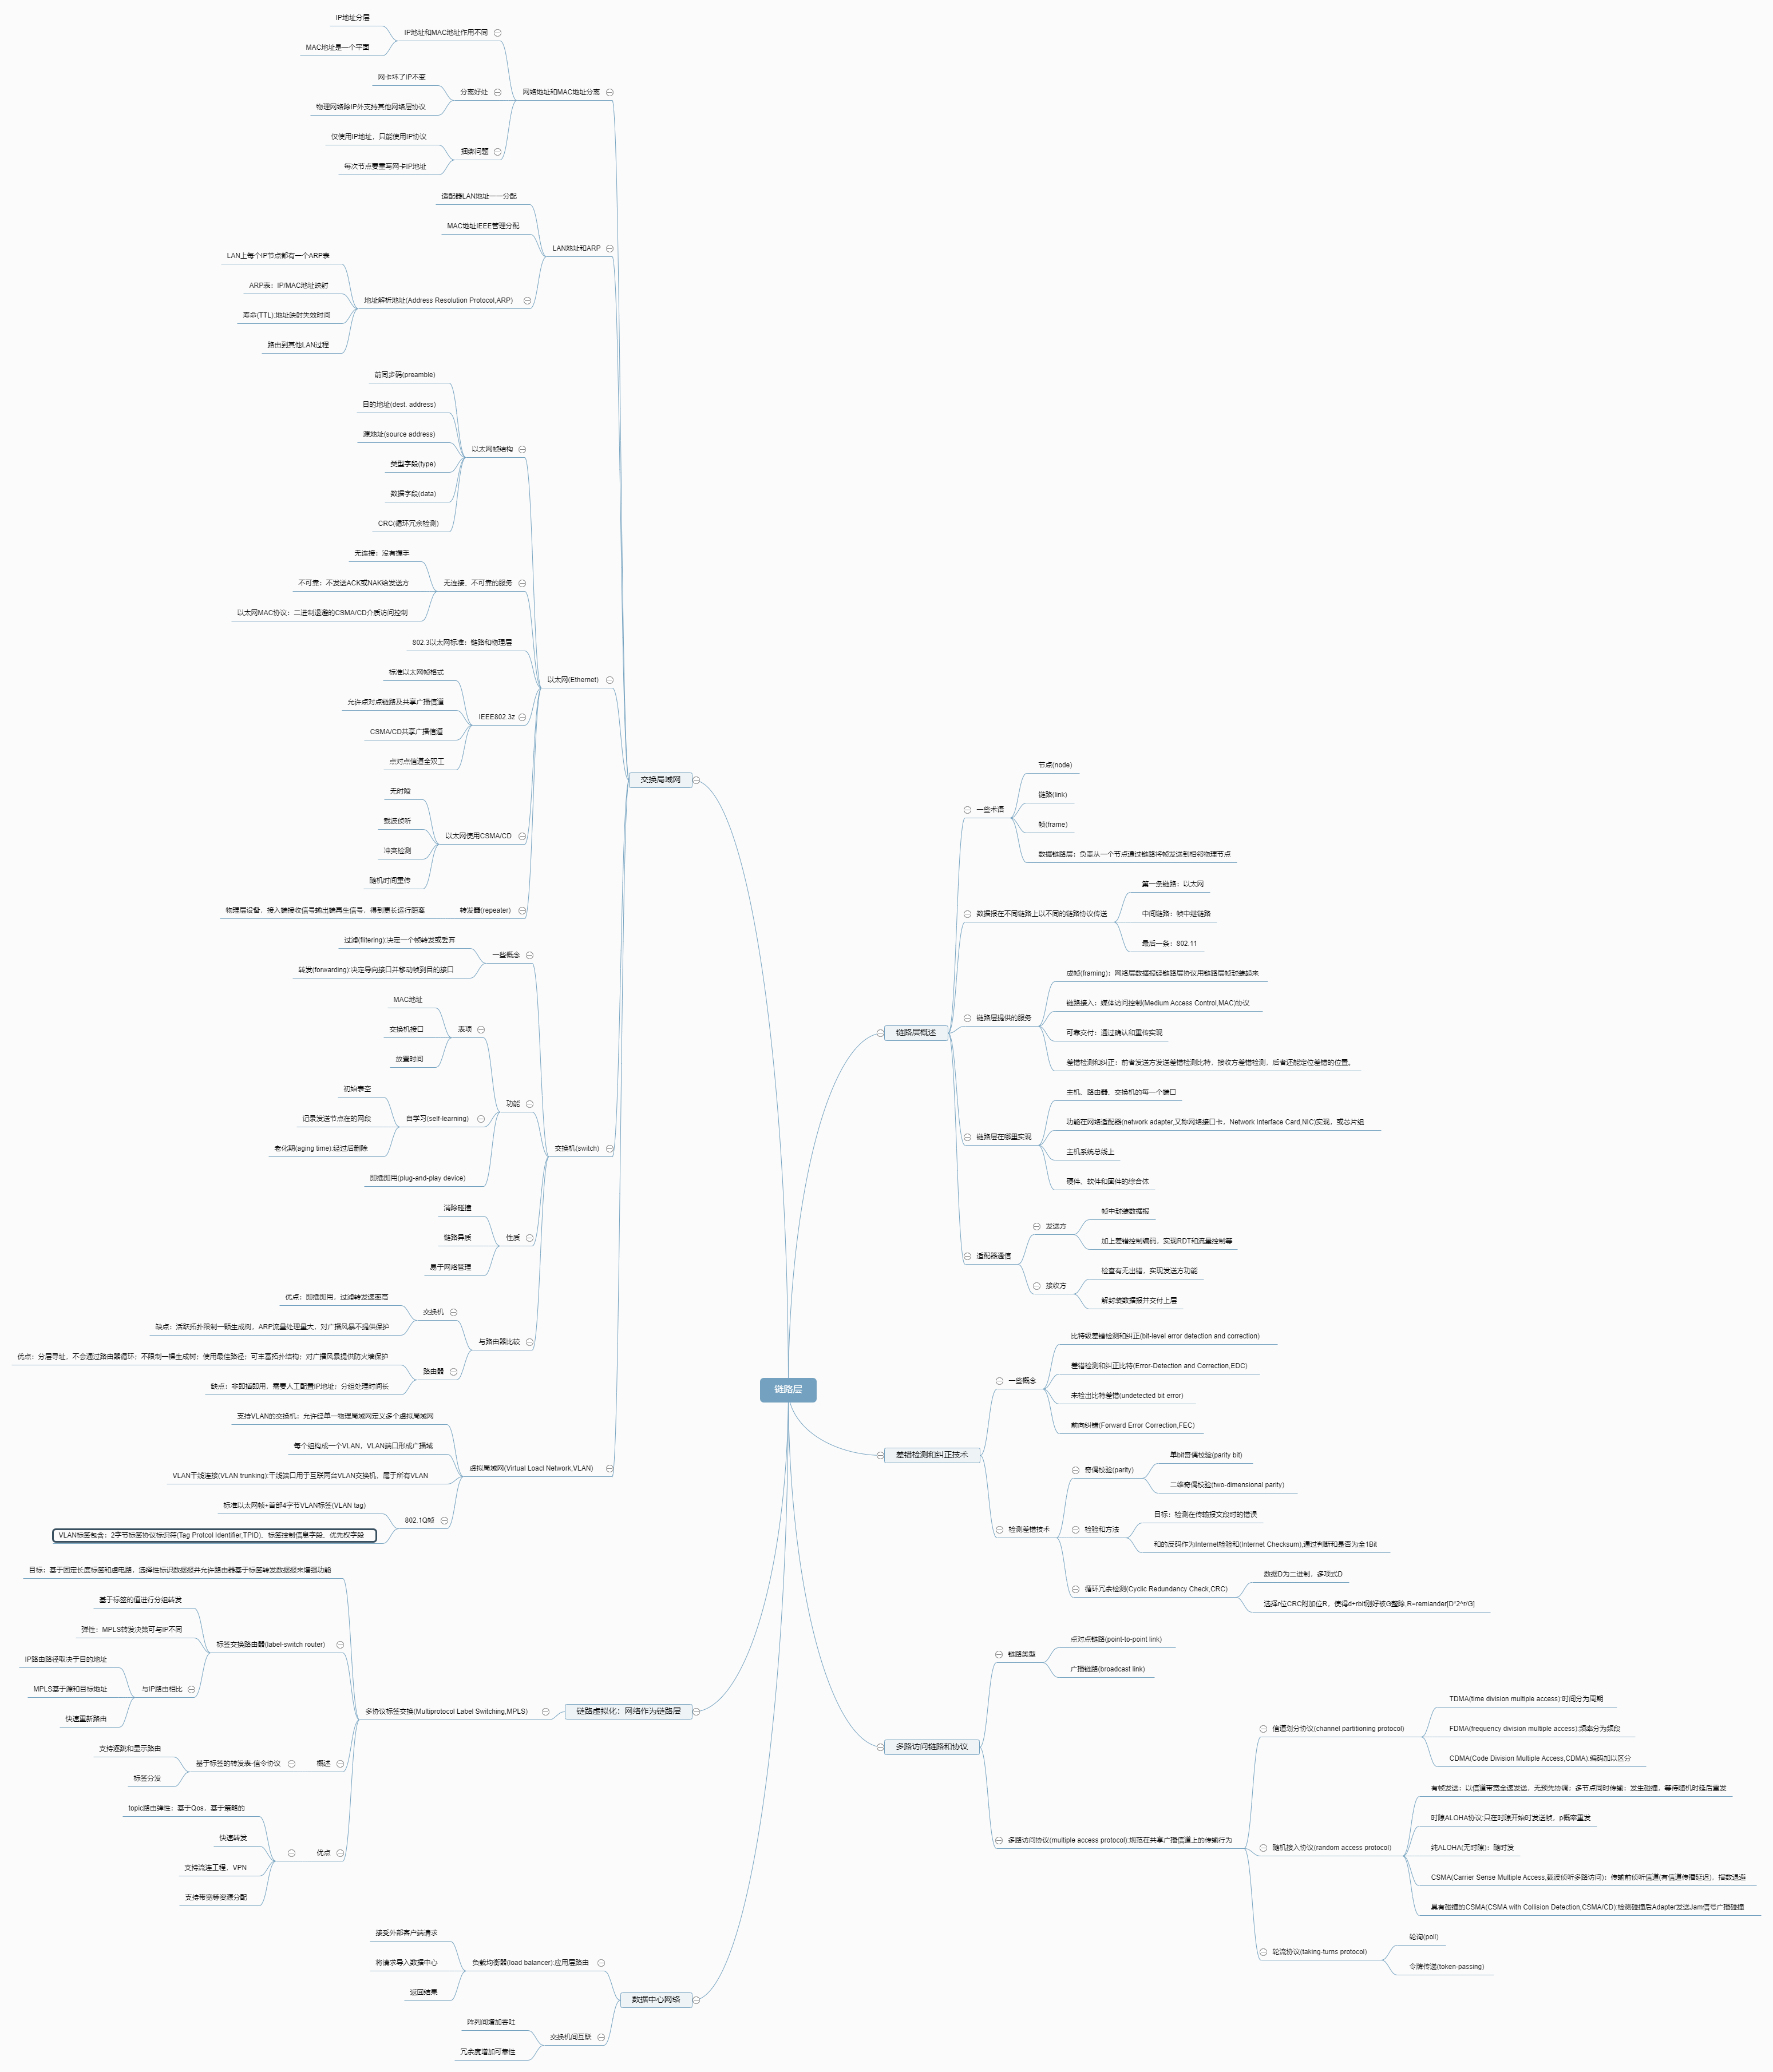 链路层
链路层概述
一些术语
节点(node)
链路(link)
帧(frame)
数据链路层：负责从一个节点通过链路将帧发送到相邻物理节点
数据报在不同链路上以不同的链路协议传送
第一条链路：以太网
中间链路：帧中继链路
最后一条：802.11
链路层提供的服务
成帧(framing)：网络层数据报经链路层协议用链路层帧封装起来
链路接入：媒体访问控制(Medium Access Control,MAC)协议
可靠交付：通过确认和重传实现
差错检测和纠正：前者发送方发送差错检测比特，接收方差错检测，后者还能定位差错的位置。
链路层在哪里实现
主机、路由器、交换机的每一个端口
功能在网络适配器(network adapter,又称网络接口卡，Network Interface Card,NIC)实现，或芯片组
主机系统总线上
硬件、软件和固件的综合体
适配器通信
发送方
帧中封装数据报
加上差错控制编码，实现RDT和流量控制等
接收方
检查有无出错，实现发送方功能
解封装数据报并交付上层
差错检测和纠正技术
一些概念
比特级差错检测和纠正(bit-level error detection and correction)
差错检测和纠正比特(Error-Detection and Correction,EDC)
未检出比特差错(undetected bit error)
前向纠错(Forward Error Correction,FEC)
检测差错技术
奇偶校验(parity)
单bit奇偶校验(parity bit)
二维奇偶校验(two-dimensional parity)
检验和方法
目标：检测在传输报文段时的错误
和的反码作为Internet检验和(Internet Checksum),通过判断和是否为全1Bit
循环冗余检测(Cyclic Redundancy Check,CRC)
数据D为二进制，多项式D
选择r位CRC附加位R，使得d+rbit刚好被G整除,R=remiander[D*2^r/G]
多路访问链路和协议
链路类型
点对点链路(point-to-point link)
广播链路(broadcast link)
多路访问协议(multiple access protocol):规范在共享广播信道上的传输行为
信道划分协议(channel partitioning protocol)
TDMA(time division multiple access):时间分为周期
FDMA(frequency division multiple access):频率分为频段
CDMA(Code Division Multiple Access,CDMA):编码加以区分
随机接入协议(random access protocol)
有帧发送：以信道带宽全速发送，无预先协调；多节点同时传输：发生碰撞，等待随机时延后重发
时隙ALOHA协议:只在时隙开始时发送帧，p概率重发
纯ALOHA(无时隙)：随时发
CSMA(Carrier Sense Multiple Access,载波侦听多路访问)：传输前侦听信道(有信道传播延迟)，指数退避
具有碰撞的CSMA(CSMA with Collision Detection,CSMA/CD):检测碰撞后Adapter发送Jam信号广播碰撞
轮流协议(taking-turns protocol)
轮询(poll)
令牌传递(token-passing)
交换局域网
网络地址和MAC地址分离
IP地址和MAC地址作用不同
IP地址分层
MAC地址是一个平面
分离好处
网卡坏了IP不变
物理网络除IP外支持其他网络层协议
捆绑问题
仅使用IP地址，只能使用IP协议
每次节点要重写网卡IP地址
LAN地址和ARP
适配器LAN地址一一分配
MAC地址IEEE管理分配
地址解析地址(Address Resolution Protocol,ARP)
LAN上每个IP节点都有一个ARP表
ARP表：IP/MAC地址映射
寿命(TTL):地址映射失效时间
路由到其他LAN过程
以太网(Ethernet)
以太网帧结构
前同步码(preamble)
目的地址(dest. address)
源地址(source address)
类型字段(type)
数据字段(data)
CRC(循环冗余检测)
无连接、不可靠的服务
无连接：没有握手
不可靠：不发送ACK或NAK给发送方
以太网MAC协议：二进制退避的CSMA/CD介质访问控制
802.3以太网标准：链路和物理层
IEEE802.3z
标准以太网帧格式
允许点对点链路及共享广播信道
CSMA/CD共享广播信道
点对点信道全双工
以太网使用CSMA/CD
无时隙
载波侦听
冲突检测
随机时间重传
转发器(repeater)
物理层设备，接入端接收信号输出端再生信号，得到更长运行距离
交换机(switch)
一些概念
过滤(flitering):决定一个帧转发或丢弃
转发(forwarding):决定导向接口并移动帧到目的接口
功能
表项
MAC地址
交换机接口
放置时间
自学习(self-learning)
初始表空
记录发送节点在的网段
老化期(aging time):经过后删除
即插即用(plug-and-play device)
性质
消除碰撞
链路异质
易于网络管理
与路由器比较
交换机
优点：即插即用，过滤转发速率高
缺点：活跃拓扑限制一颗生成树，ARP流量处理量大，对广播风暴不提供保护
路由器
优点：分层寻址，不会通过路由器循环；不限制一棵生成树；使用最佳路径；可丰富拓扑结构；对广播风暴提供防火墙保护
缺点：非即插即用，需要人工配置IP地址；分组处理时间长
虚拟局域网(Virtual Loacl Network,VLAN)
支持VLAN的交换机：允许经单一物理局域网定义多个虚拟局域网
每个组构成一个VLAN，VLAN端口形成广播域
VLAN干线连接(VLAN trunking):干线端口用于互联两台VLAN交换机，属于所有VLAN
802.1Q帧
标准以太网帧+首部4字节VLAN标签(VLAN tag)
VLAN标签包含：2字节标签协议标识符(Tag Protcol Identifier,TPID)、标签控制信息字段、优先权字段
链路虚拟化：网络作为链路层
多协议标签交换(Multiprotocol Label Switching,MPLS)
目标：基于固定长度标签和虚电路，选择性标识数据报并允许路由器基于标签转发数据报来增强功能
标签交换路由器(label-switch router)
基于标签的值进行分组转发
弹性：MPLS转发决策可与IP不同
与IP路由相比
IP路由路径取决于目的地址
MPLS基于源和目标地址
快速重新路由
概述
基于标签的转发表-信令协议
支持逐跳和显示路由
标签分发
优点
topic路由弹性：基于Qos，基于策略的
快速转发
支持流连工程，VPN
支持带宽等资源分配
数据中心网络
负载均衡器(load balancer):应用层路由
接受外部客户端请求
将请求导入数据中心
返回结果
交换机间互联
阵列间增加吞吐
冗余度增加可靠性